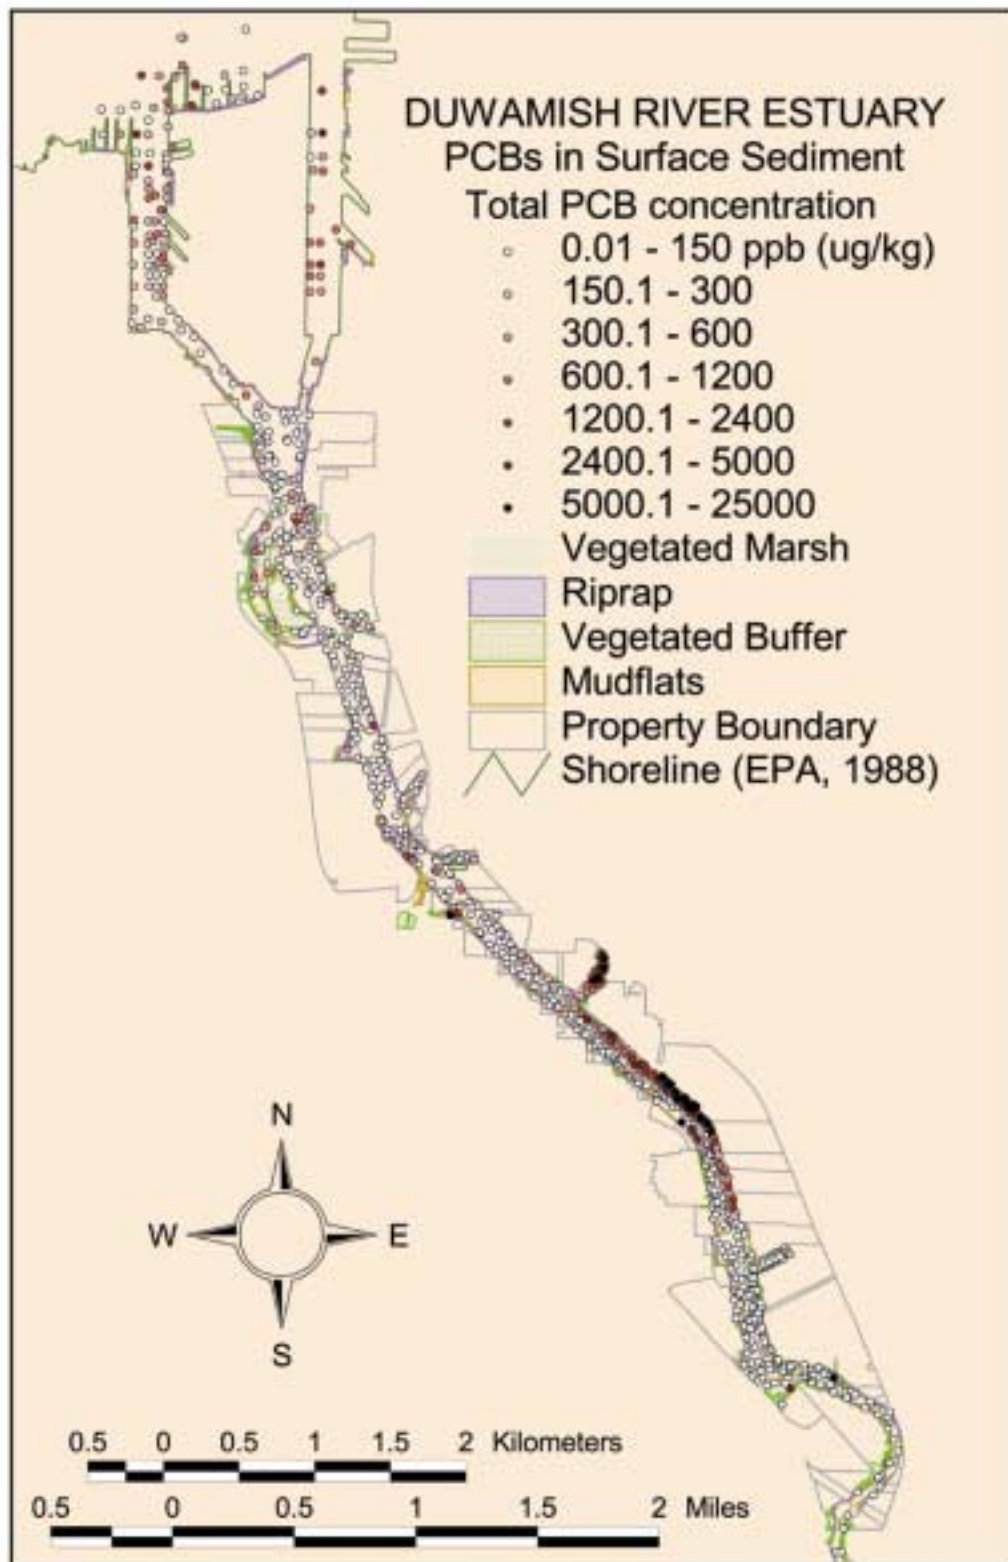 DUWAMISH RIVER ESTUARY
PCBs in Surface Sediment
Total PCB concentration
0.01 - 150 ppb (ug/kg)
150.1 - 300
300.1 - 600
600.1 - 1200
1200.1 - 2400
2400.1 - 5000
5000.1 - 25000
Vegetated Marsh
Riprap
Vegetated Buffer
Mudflats
Property Boundary
Shoreline (EPA, 1988)
N
W E
S
0.5 0 0.5 1 1.5 2 Kilometers
0.5 0 0.5 1 1.5 2 Miles